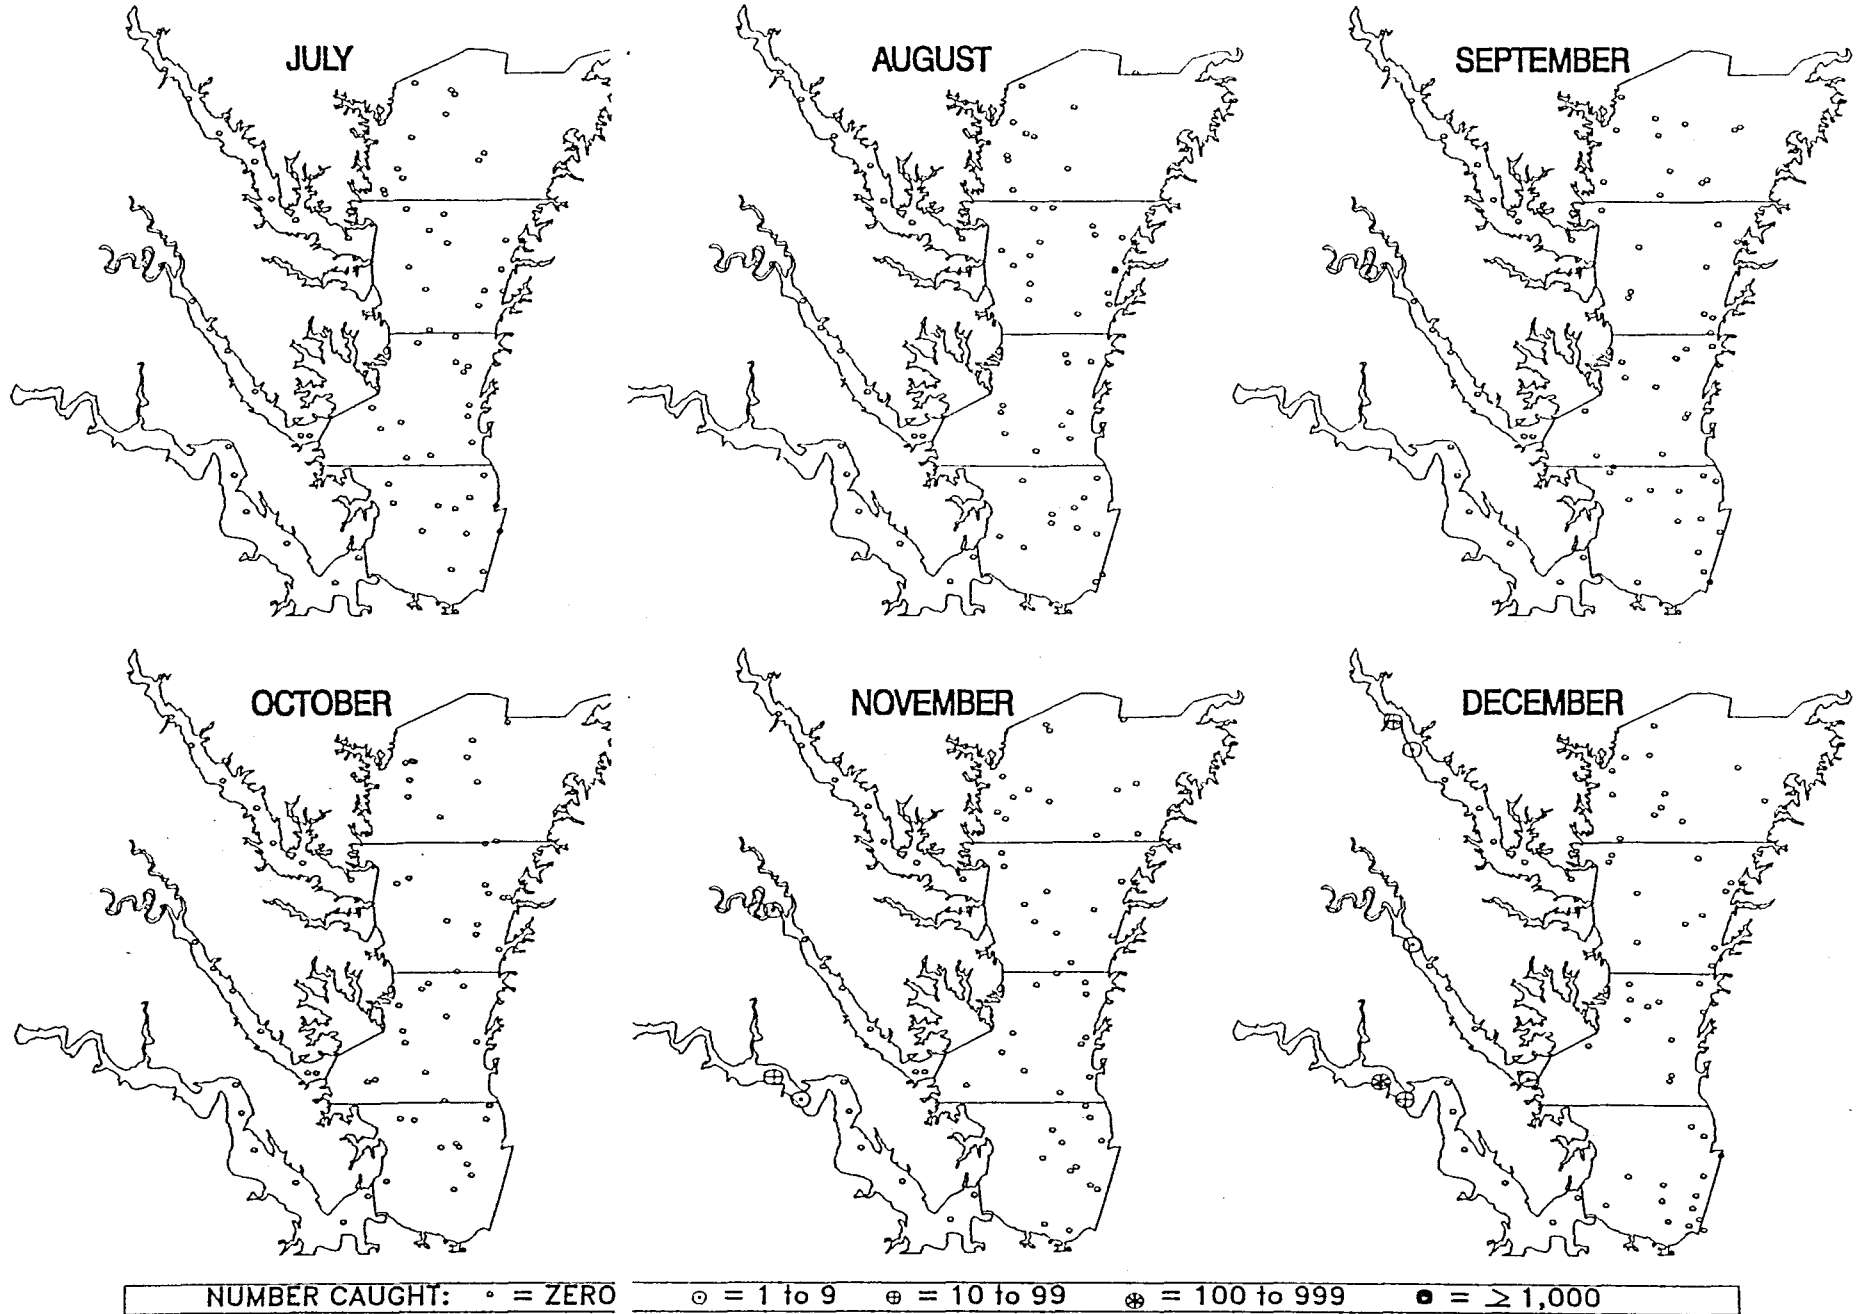 JULY
AUGUST
SEPTEMBER
OCTOBER
NOVEMBER
DECEMBER
NUMBER CAUGHT: ∘ = ZERO ⊙ = 1 to 9 ⊕ = 10 to 99 ⊛ = 100 to 999 ◘ = ≥ 1,000